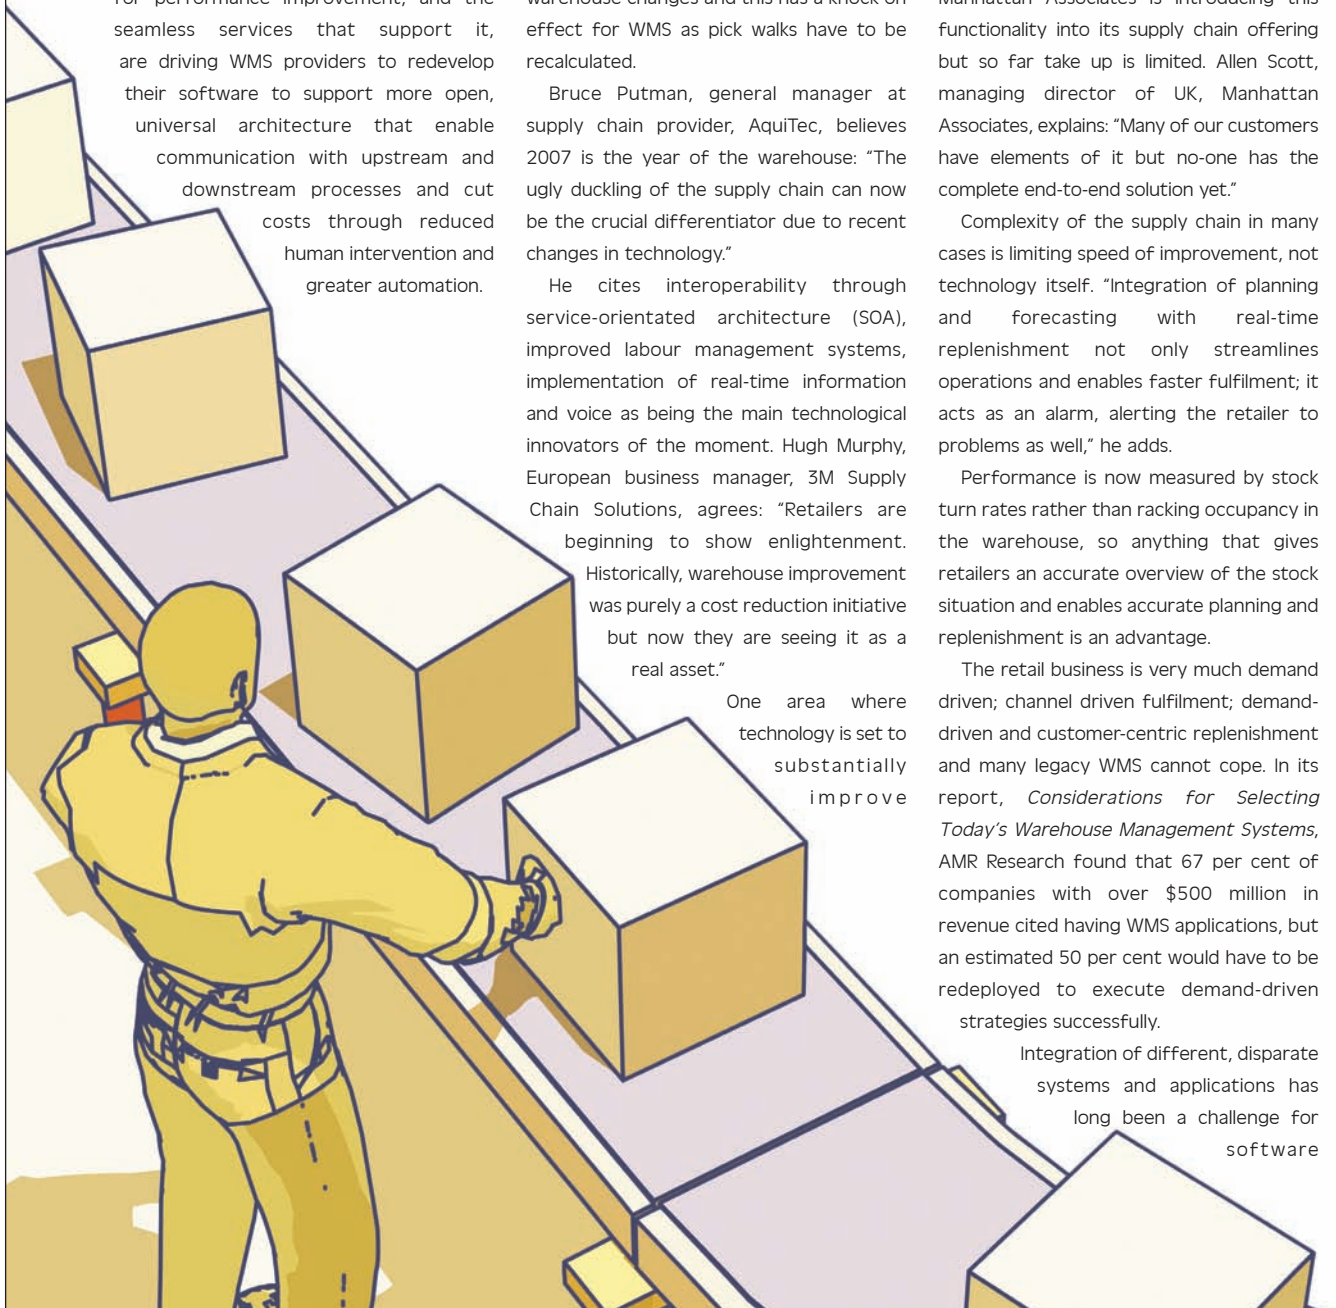 for performance improvement, and the
seamless services that support it,
are driving WMS providers to redevelop
their software to support more open,
universal architecture that enable
communication with upstream and
downstream processes and cut
costs through reduced
human intervention and
greater automation.
warehouse changes and this has a knock-on
effect for WMS as pick walks have to be
recalculated.
Bruce Putman, general manager at
supply chain provider, AquiTec, believes
2007 is the year of the warehouse: “The
ugly duckling of the supply chain can now
be the crucial differentiator due to recent
changes in technology.”
He cites interoperability through
service-orientated architecture (SOA),
improved labour management systems,
implementation of real-time information
and voice as being the main technological
innovators of the moment. Hugh Murphy,
European business manager, 3M Supply
Chain Solutions, agrees: “Retailers are
beginning to show enlightenment.
Historically, warehouse improvement
was purely a cost reduction initiative
but now they are seeing it as a
real asset.”
One area where
technology is set to
substantially
improve
Manhattan Associates is introducing this
functionality into its supply chain offering
but so far take up is limited. Allen Scott,
managing director of UK, Manhattan
Associates, explains: “Many of our customers
have elements of it but no-one has the
complete end-to-end solution yet.”
Complexity of the supply chain in many
cases is limiting speed of improvement, not
technology itself. “Integration of planning
and forecasting with real-time
replenishment not only streamlines
operations and enables faster fulfilment; it
acts as an alarm, alerting the retailer to
problems as well,” he adds.
Performance is now measured by stock
turn rates rather than racking occupancy in
the warehouse, so anything that gives
retailers an accurate overview of the stock
situation and enables accurate planning and
replenishment is an advantage.
The retail business is very much demand
driven; channel driven fulfilment; demand-
driven and customer-centric replenishment
and many legacy WMS cannot cope. In its
report, Considerations for Selecting
Today’s Warehouse Management Systems,
AMR Research found that 67 per cent of
companies with over $500 million in
revenue cited having WMS applications, but
an estimated 50 per cent would have to be
redeployed to execute demand-driven
strategies successfully.
Integration of different, disparate
systems and applications has
long been a challenge for
software